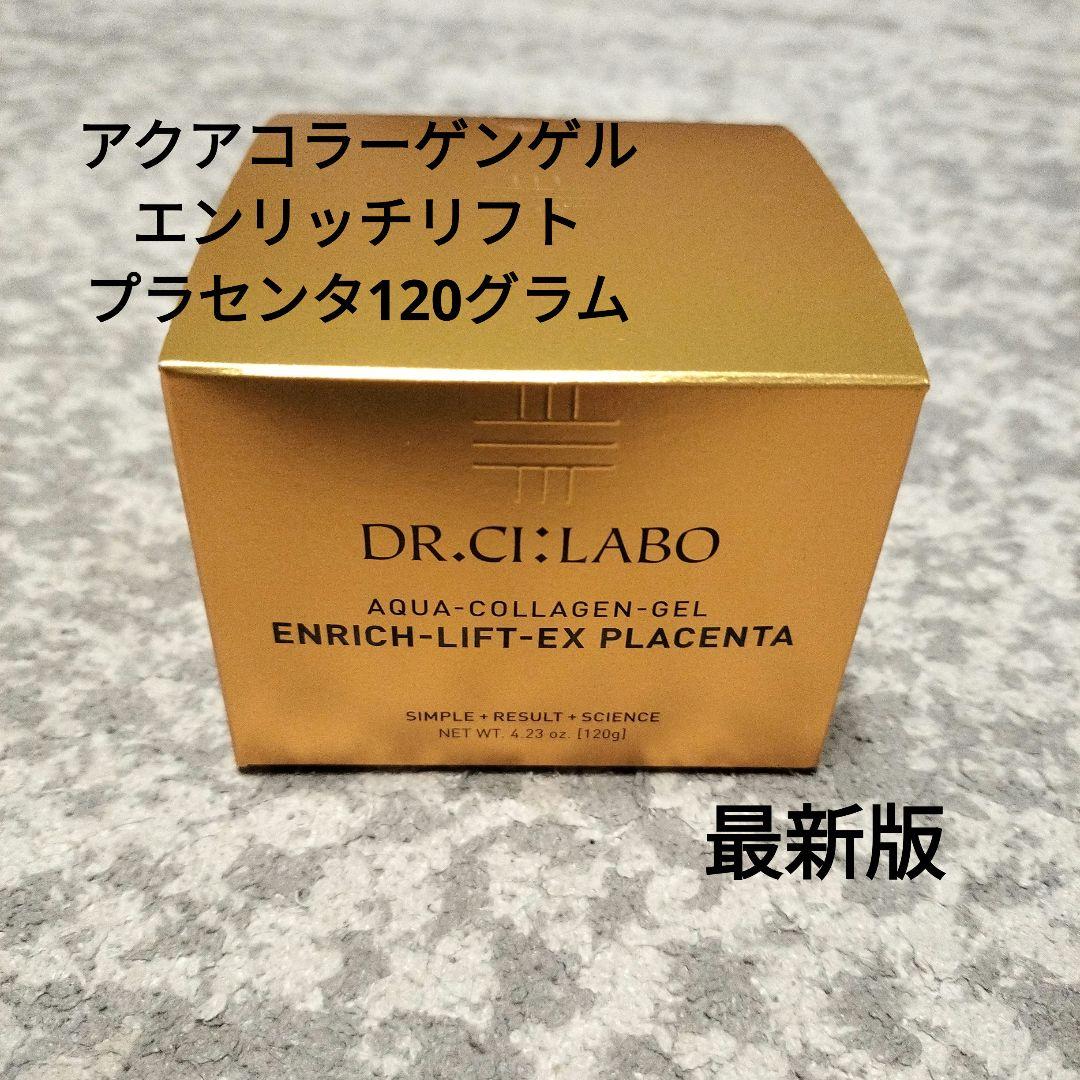 アクアコラーゲンゲル
エンリッチリフト
プラセンタ120グラム
DR.CI:LABO
AQUA-COLLAGEN-GEL
ENRICH-LIFT-EX PLACENTA
SIMPLE + RESULT + SCIENCE
NET WT. 4.23 oz. [120g]
最新版